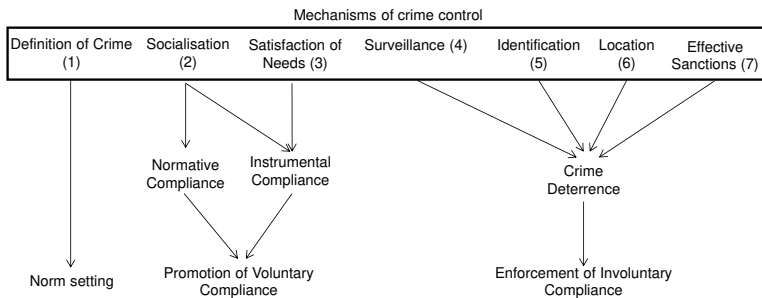 Mechanisms of crime control
Definition of Crime (1)
Socialisation (2)
Satisfaction of Needs (3)
Surveillance (4)
Identification (5)
Location (6)
Effective Sanctions (7)
Normative Compliance
Instrumental Compliance
Crime Deterrence
Norm setting
Promotion of Voluntary Compliance
Enforcement of Involuntary Compliance